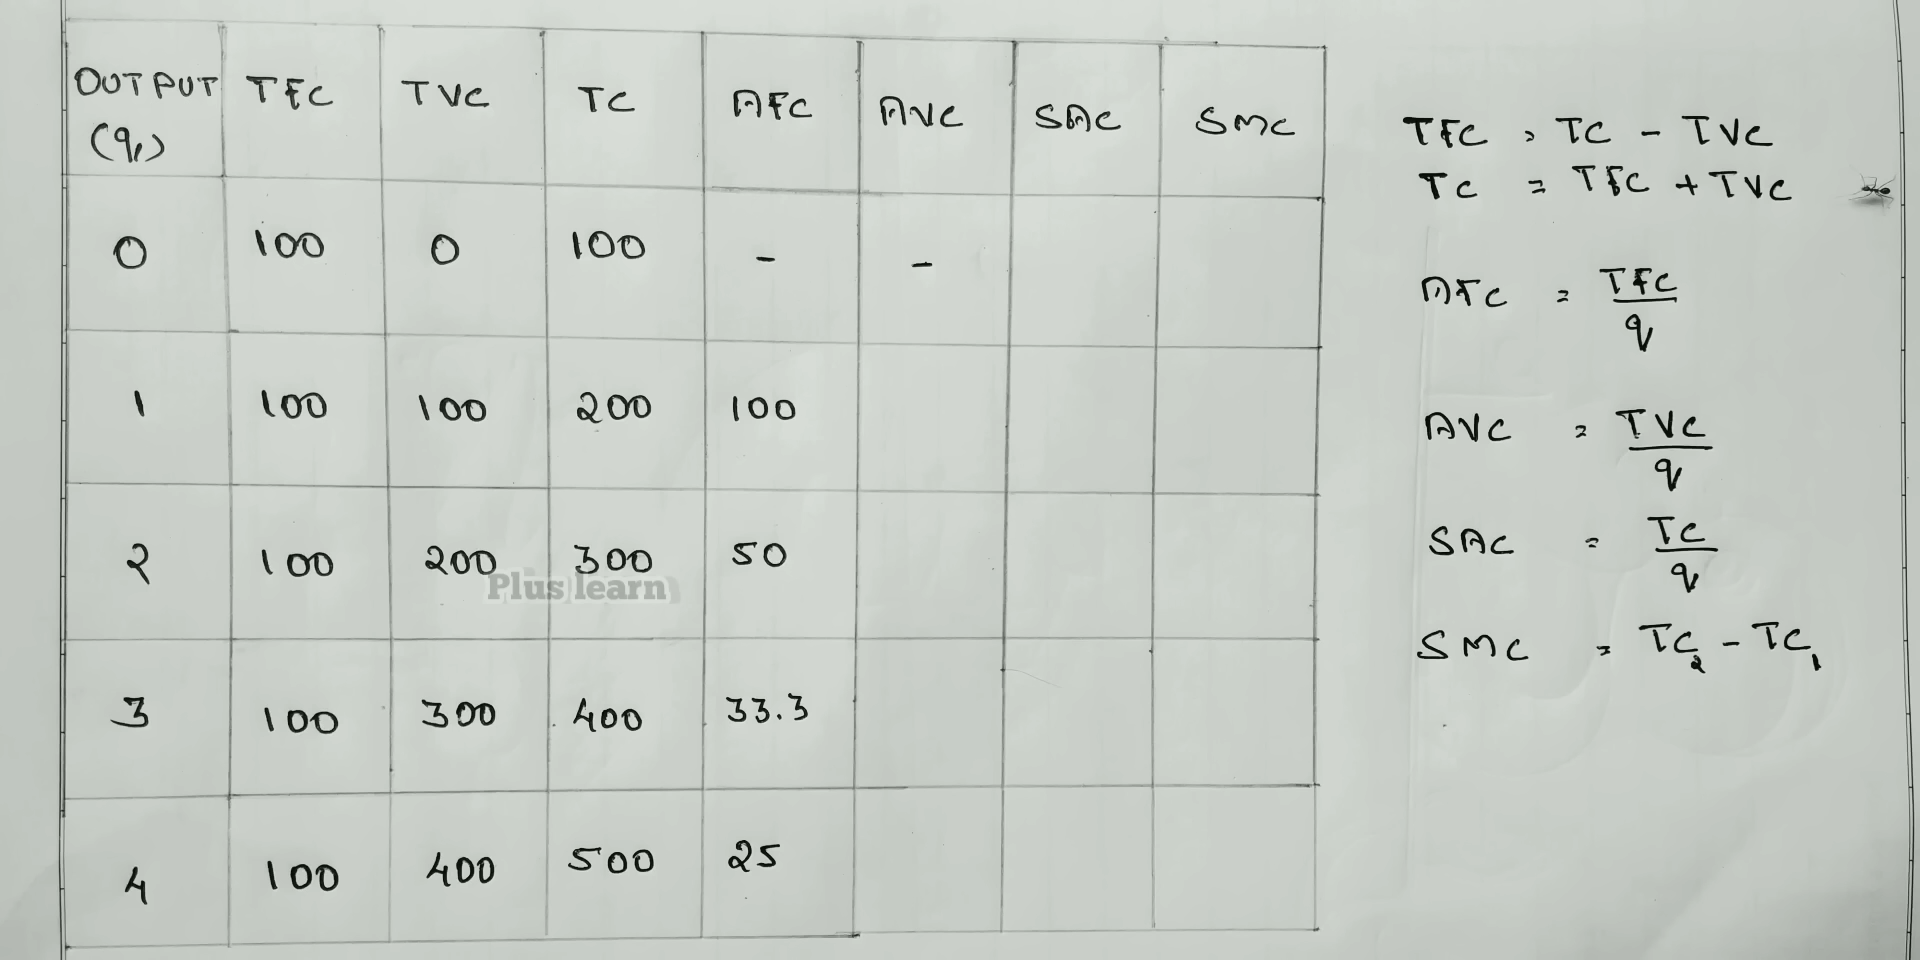 OUTPUT (q) TFC TVC TC AFC AVC SAC SMC
0 100 0 100 - -
1 100 100 200 100
2 100 200 300 50
3 100 300 400 33.3
4 100 400 500 25
Plus learn
TFC = TC - TVC
TC = TFC + TVC
AFC = TFC
q
AVC = TVC
q
SAC = TC
q
SMC = TC2 - TC1